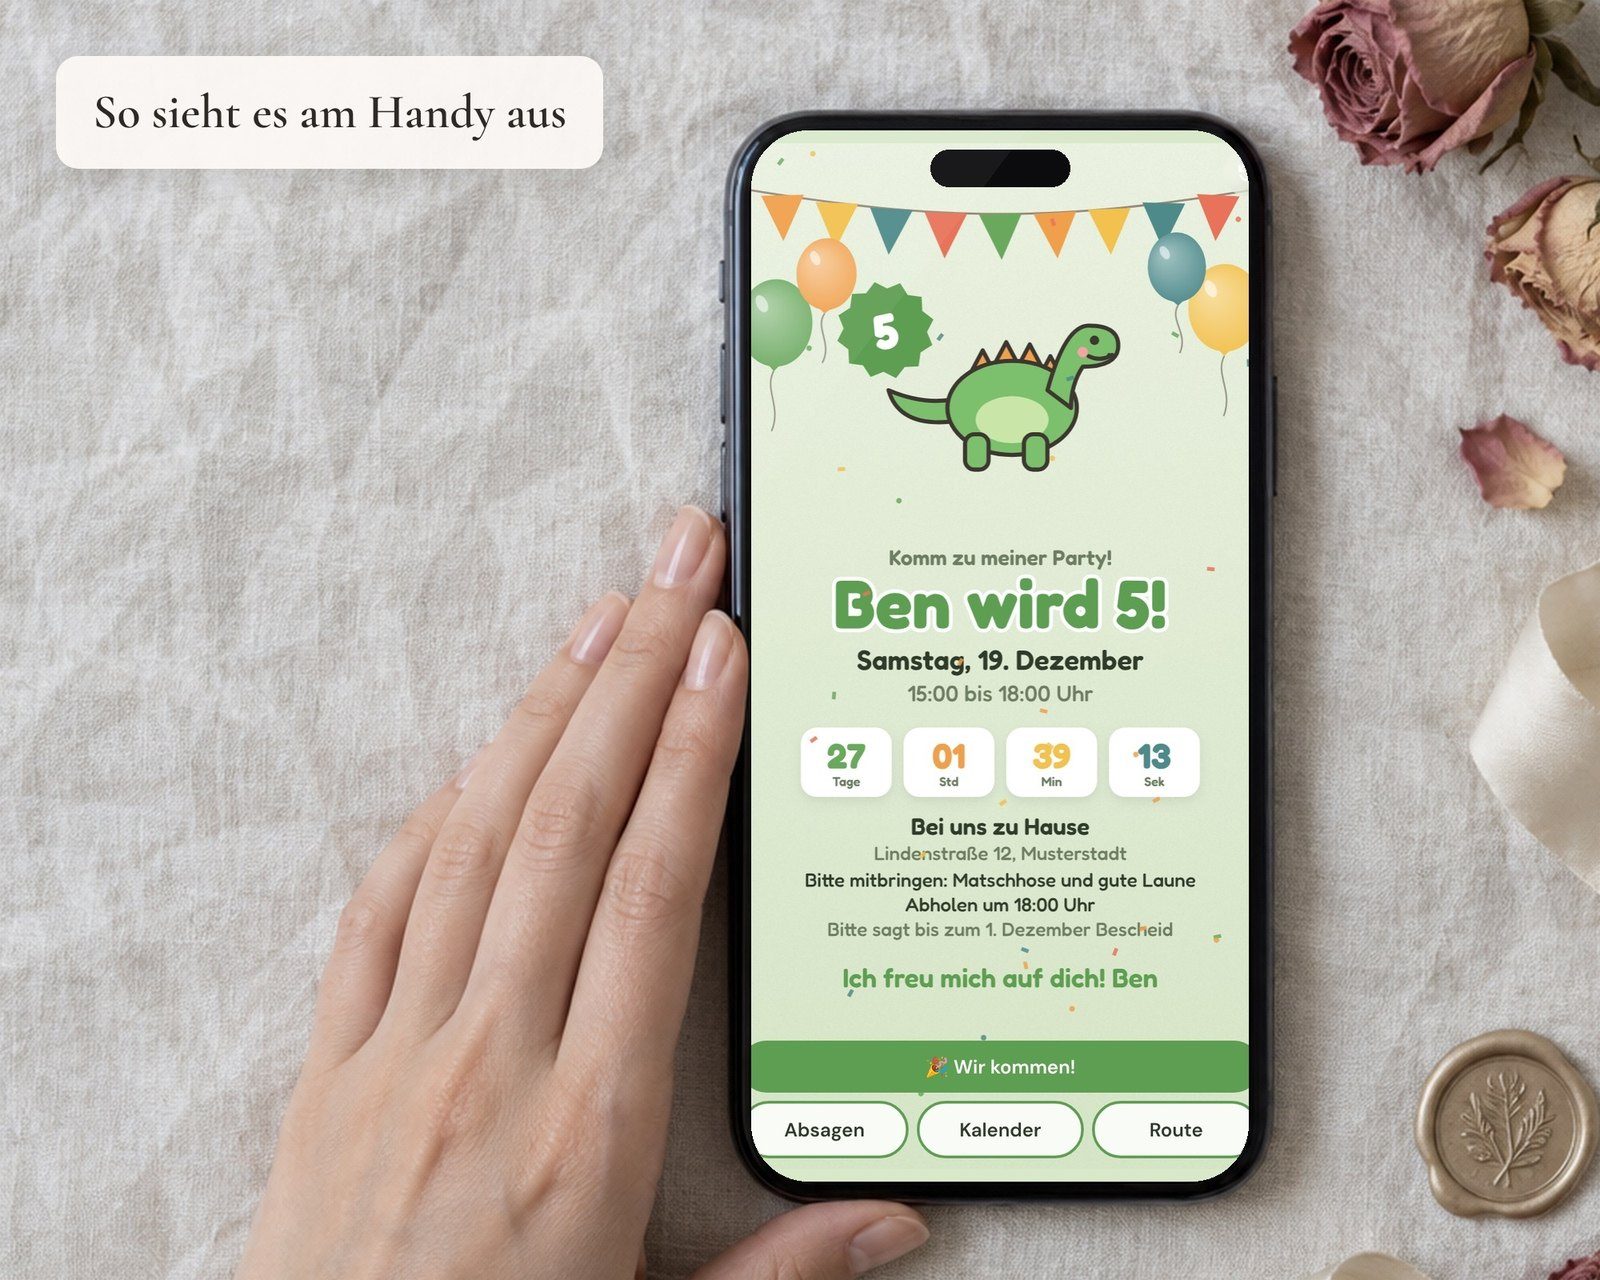 So sieht es am Handy aus
5
Komm zu meiner Party!
Ben wird 5!
Samstag, 19. Dezember
15:00 bis 18:00 Uhr
27 01 39 13
Tage Std Min Sek
Bei uns zu Hause
Lindenstraße 12, Musterstadt
Bitte mitbringen: Matschhose und gute Laune
Abholen um 18:00 Uhr
Bitte sagt bis zum 1. Dezember Bescheid
Ich freu mich auf dich! Ben
🎉 Wir kommen!
Absagen Kalender Route